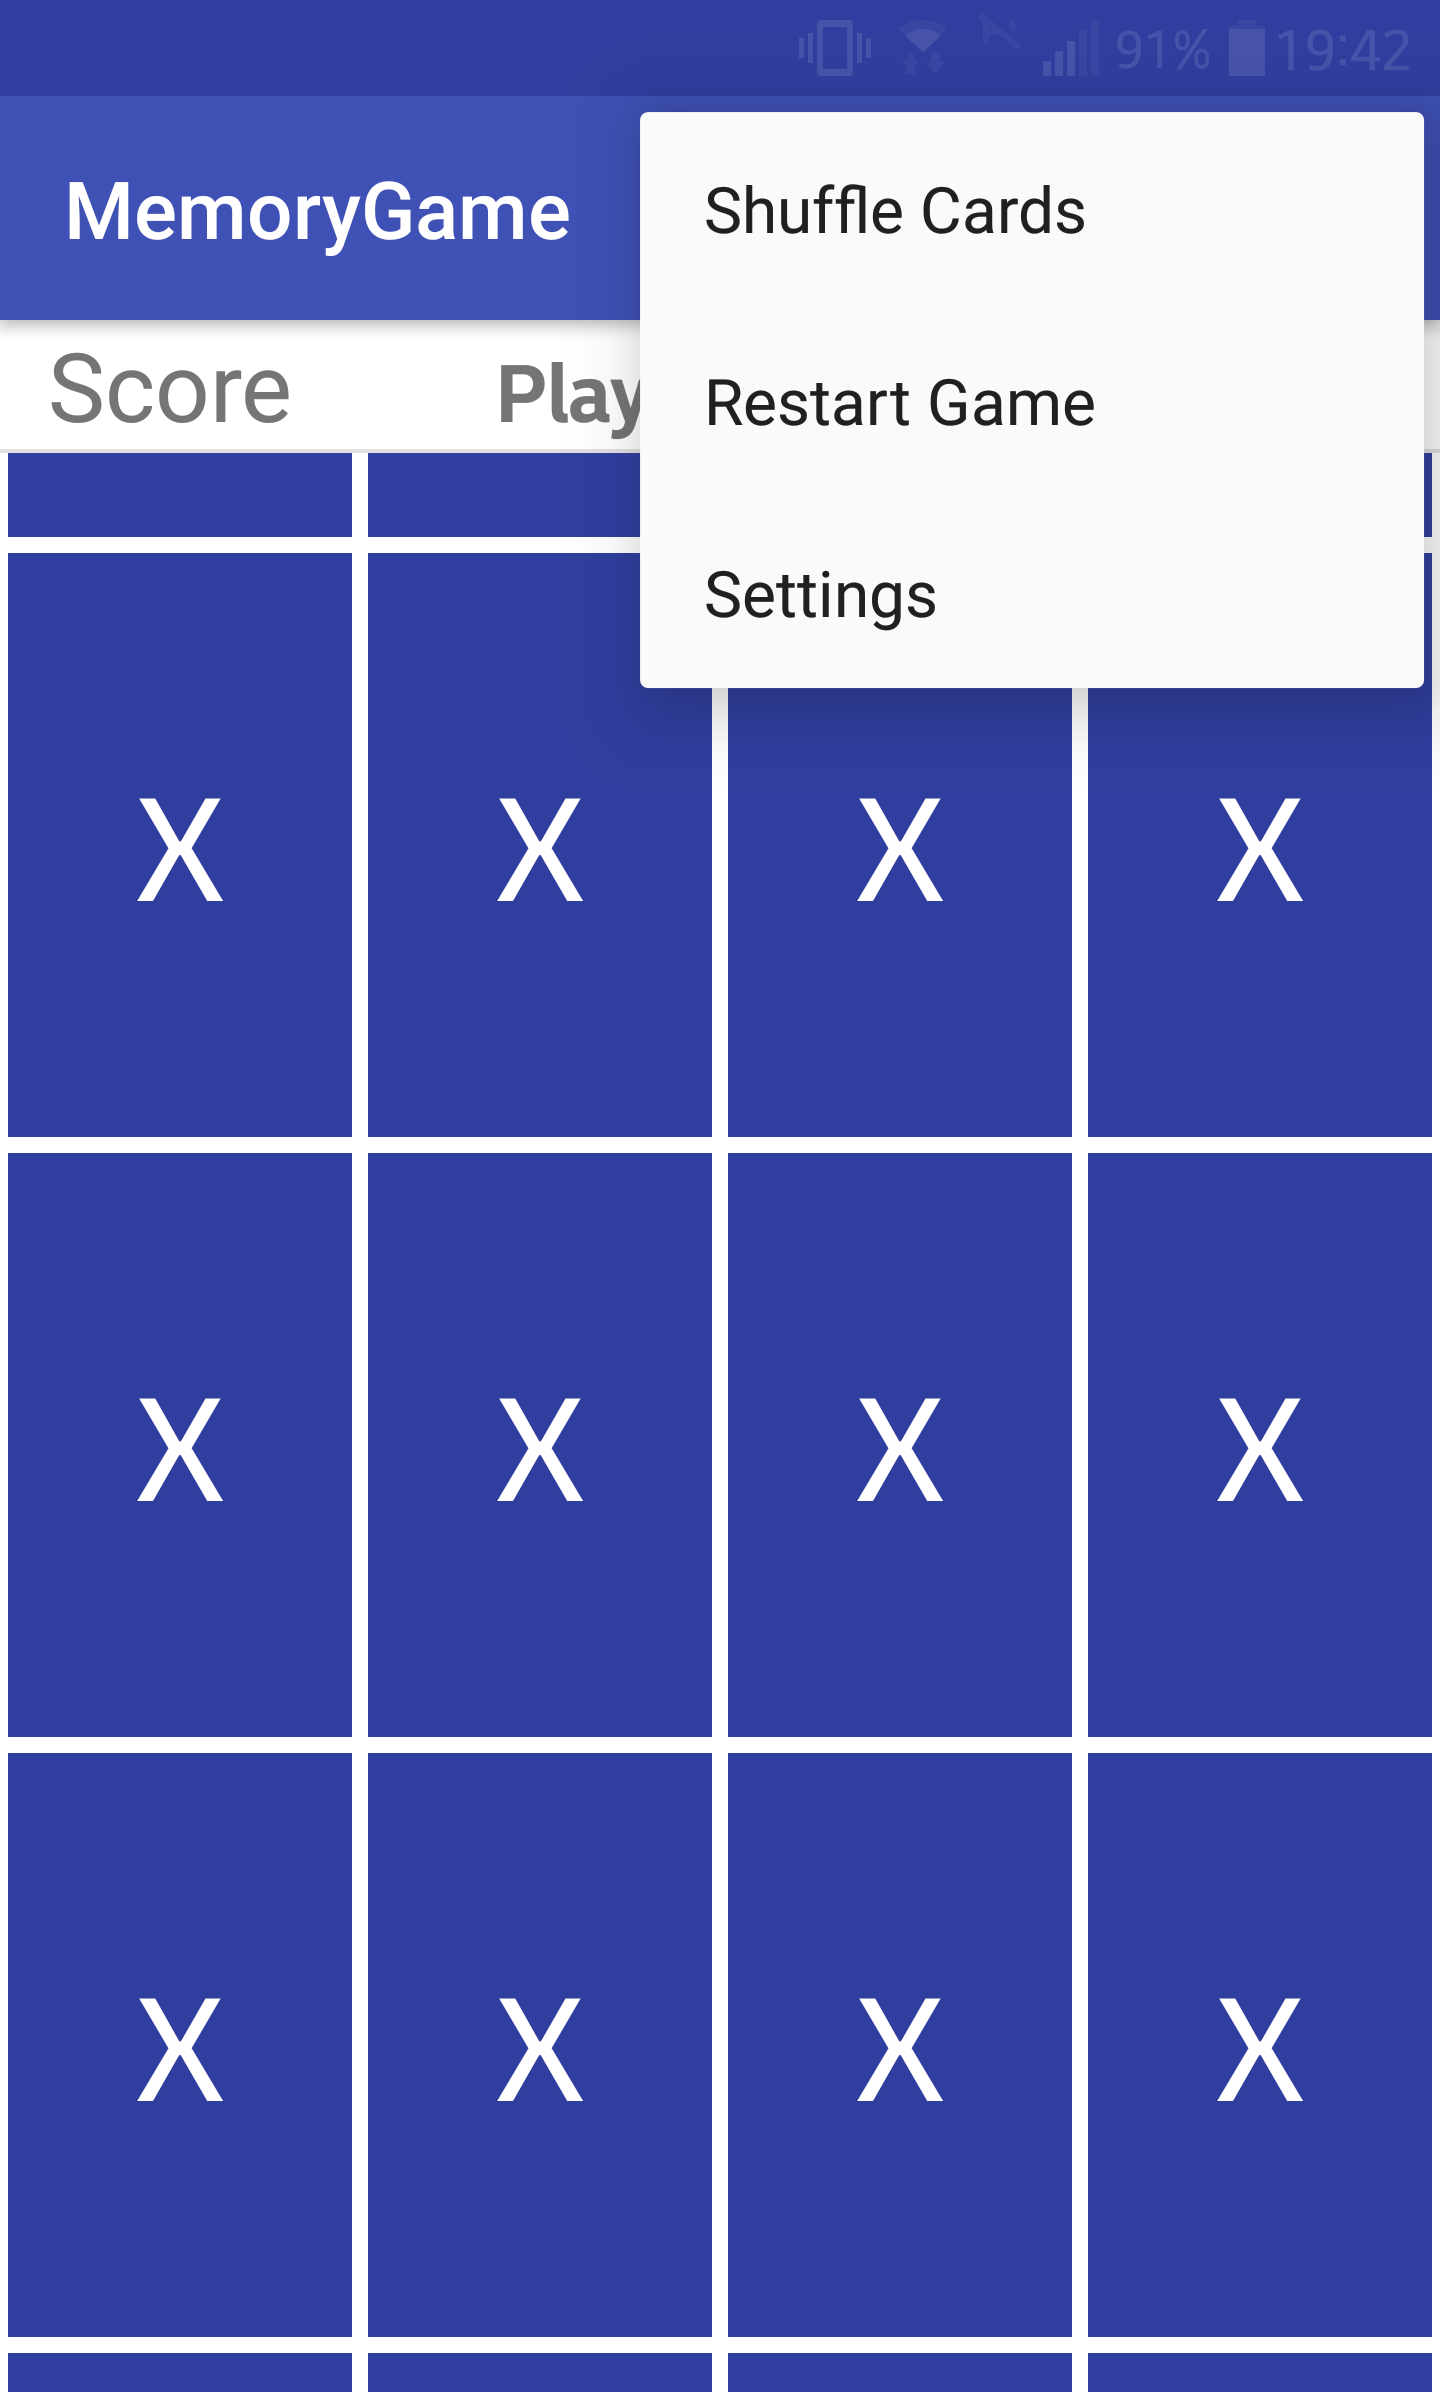 91% 19:42
MemoryGame
Shuffle Cards
Score Play
Restart Game
Settings
X X X X
X X X X
X X X X